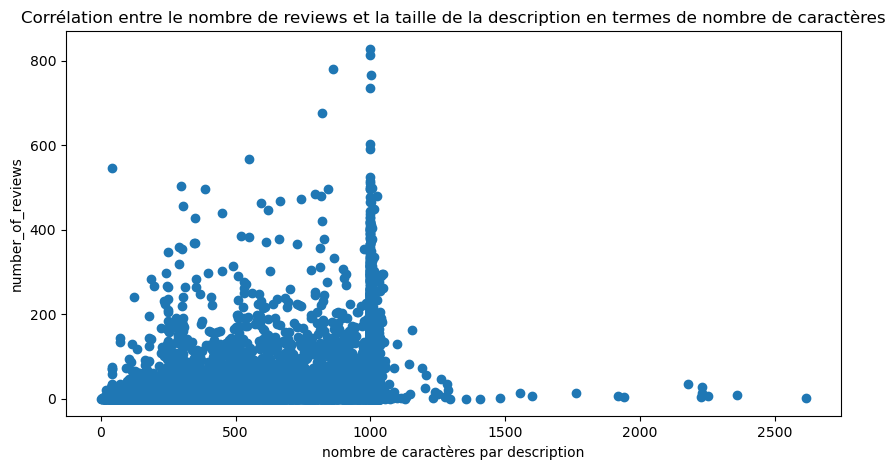 Corrélation entre le nombre de reviews et la taille de la description en termes de nombre de caractères
800
600
400
200
0
number_of_reviews
0 500 1000 1500 2000 2500
nombre de caractères par description